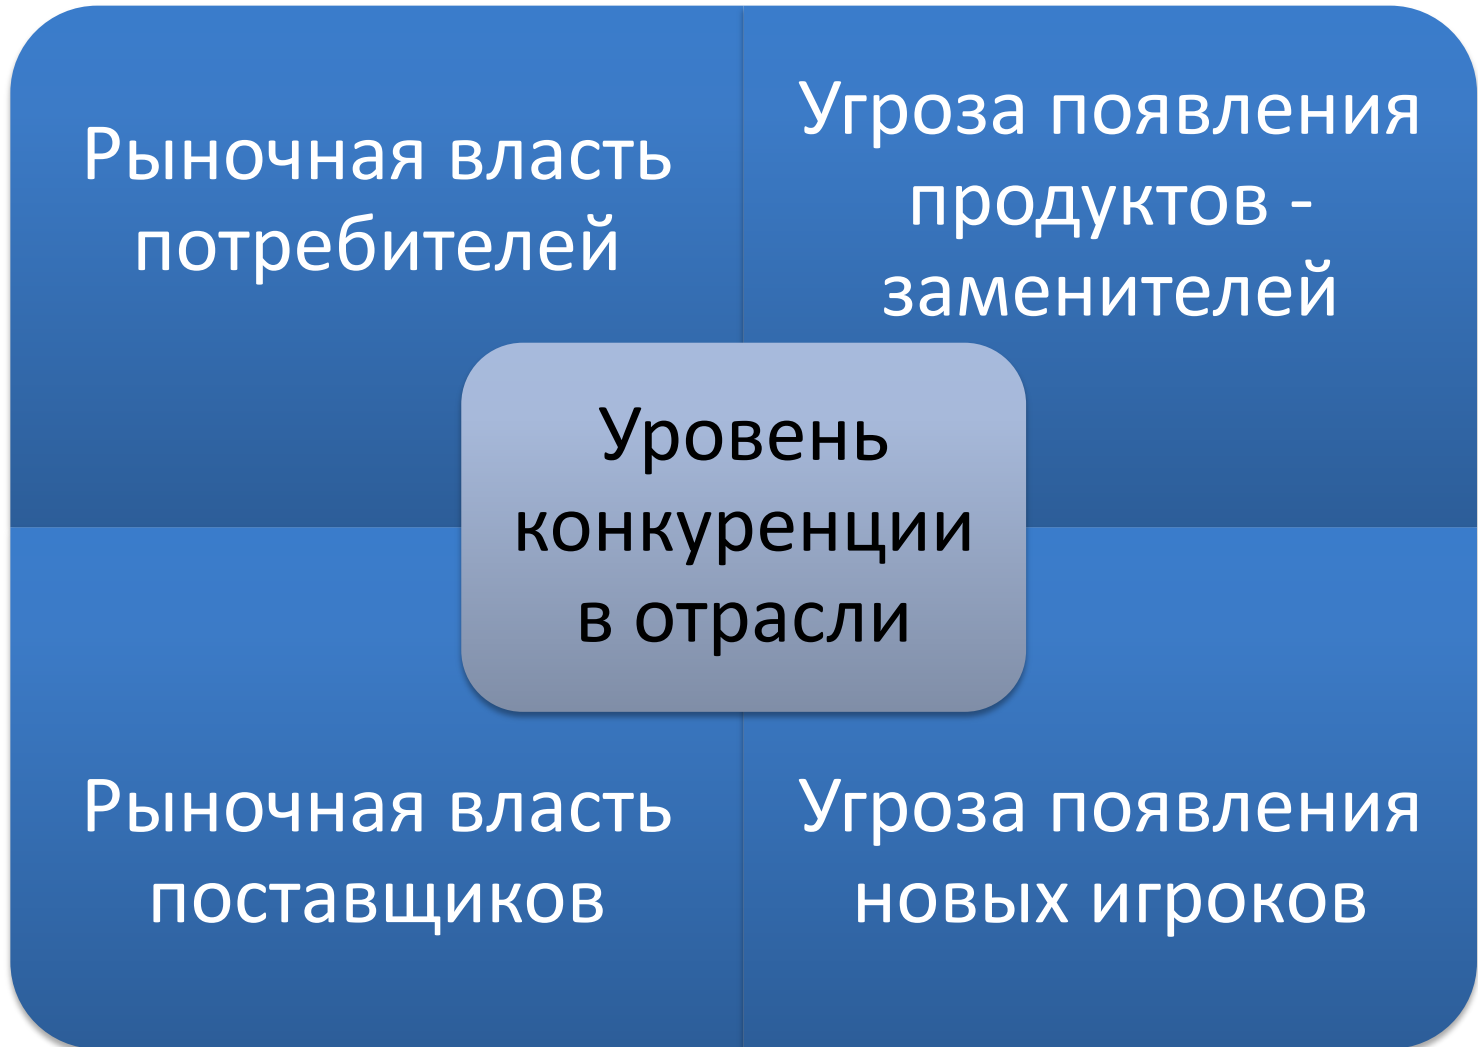 Рыночная власть
потребителей
Угроза появления
продуктов -
заменителей
Уровень
конкуренции
в отрасли
Рыночная власть
поставщиков
Угроза появления
новых игроков